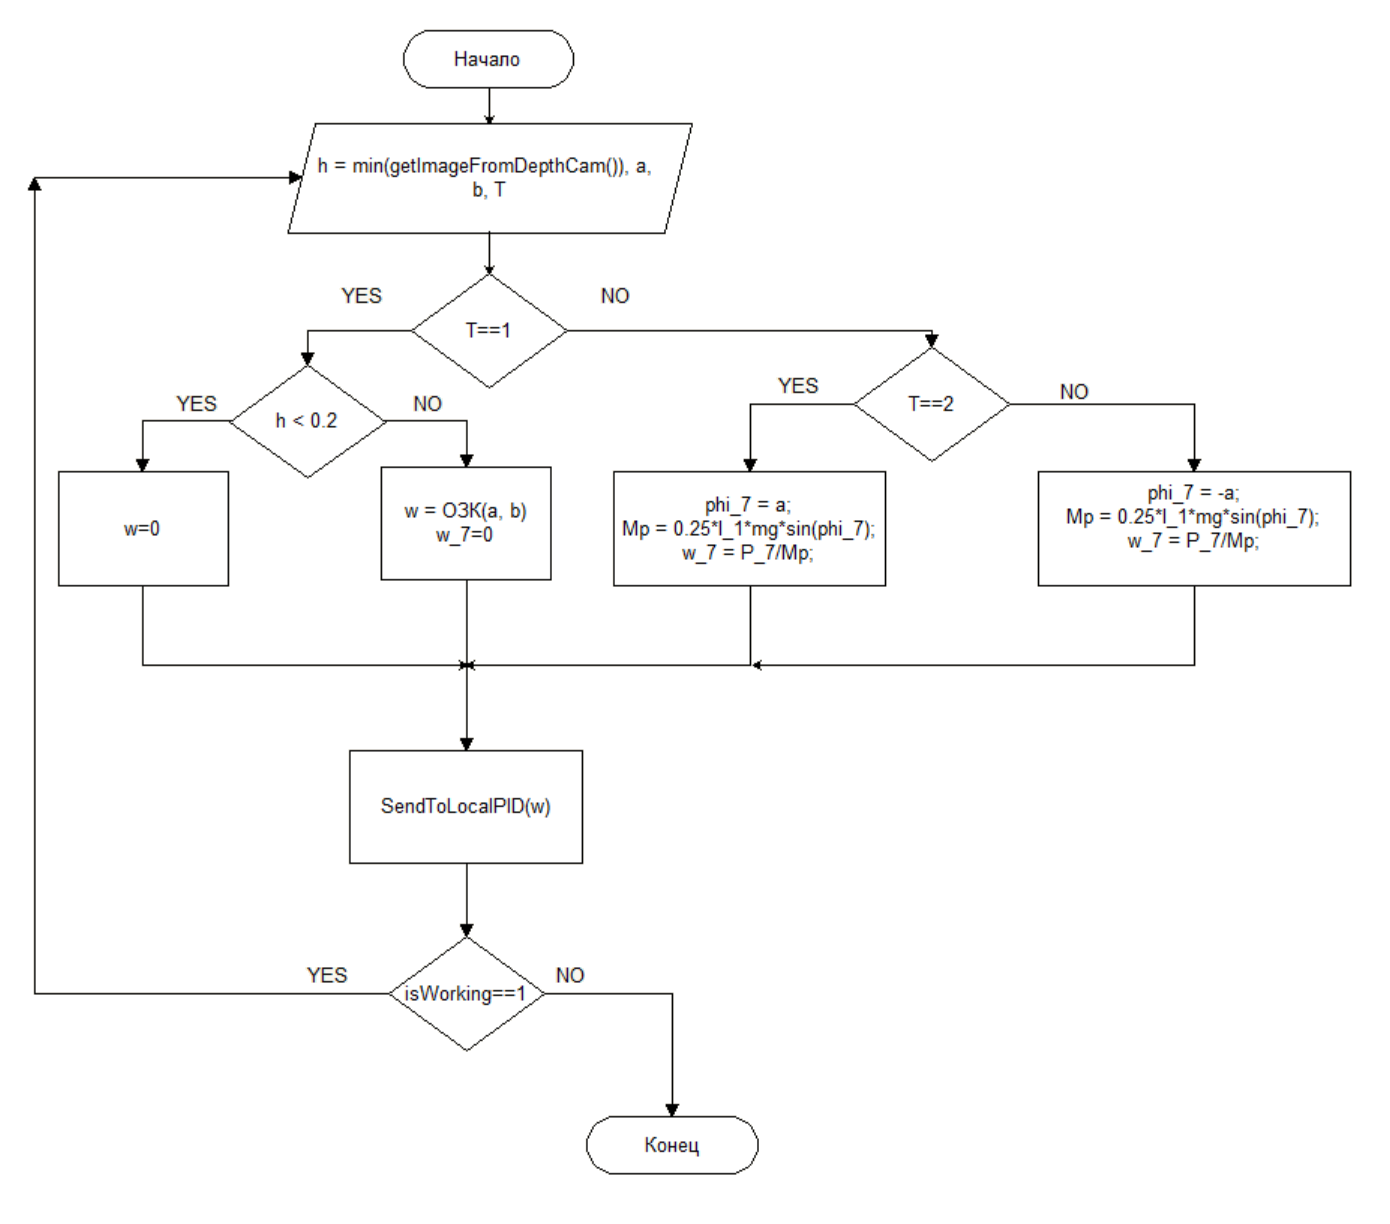 Начало
h = min(getImageFromDepthCam()), a,
b, T
YES
NO
T==1
YES
NO
h < 0.2
YES
NO
T==2
w=0
w = ОЗК(a, b)
w_7=0
phi_7 = a;
Mp = 0.25*l_1*mg*sin(phi_7);
w_7 = P_7/Mp;
phi_7 = -a;
Mp = 0.25*l_1*mg*sin(phi_7);
w_7 = P_7/Mp;
SendToLocalPID(w)
YES
NO
isWorking==1
Конец